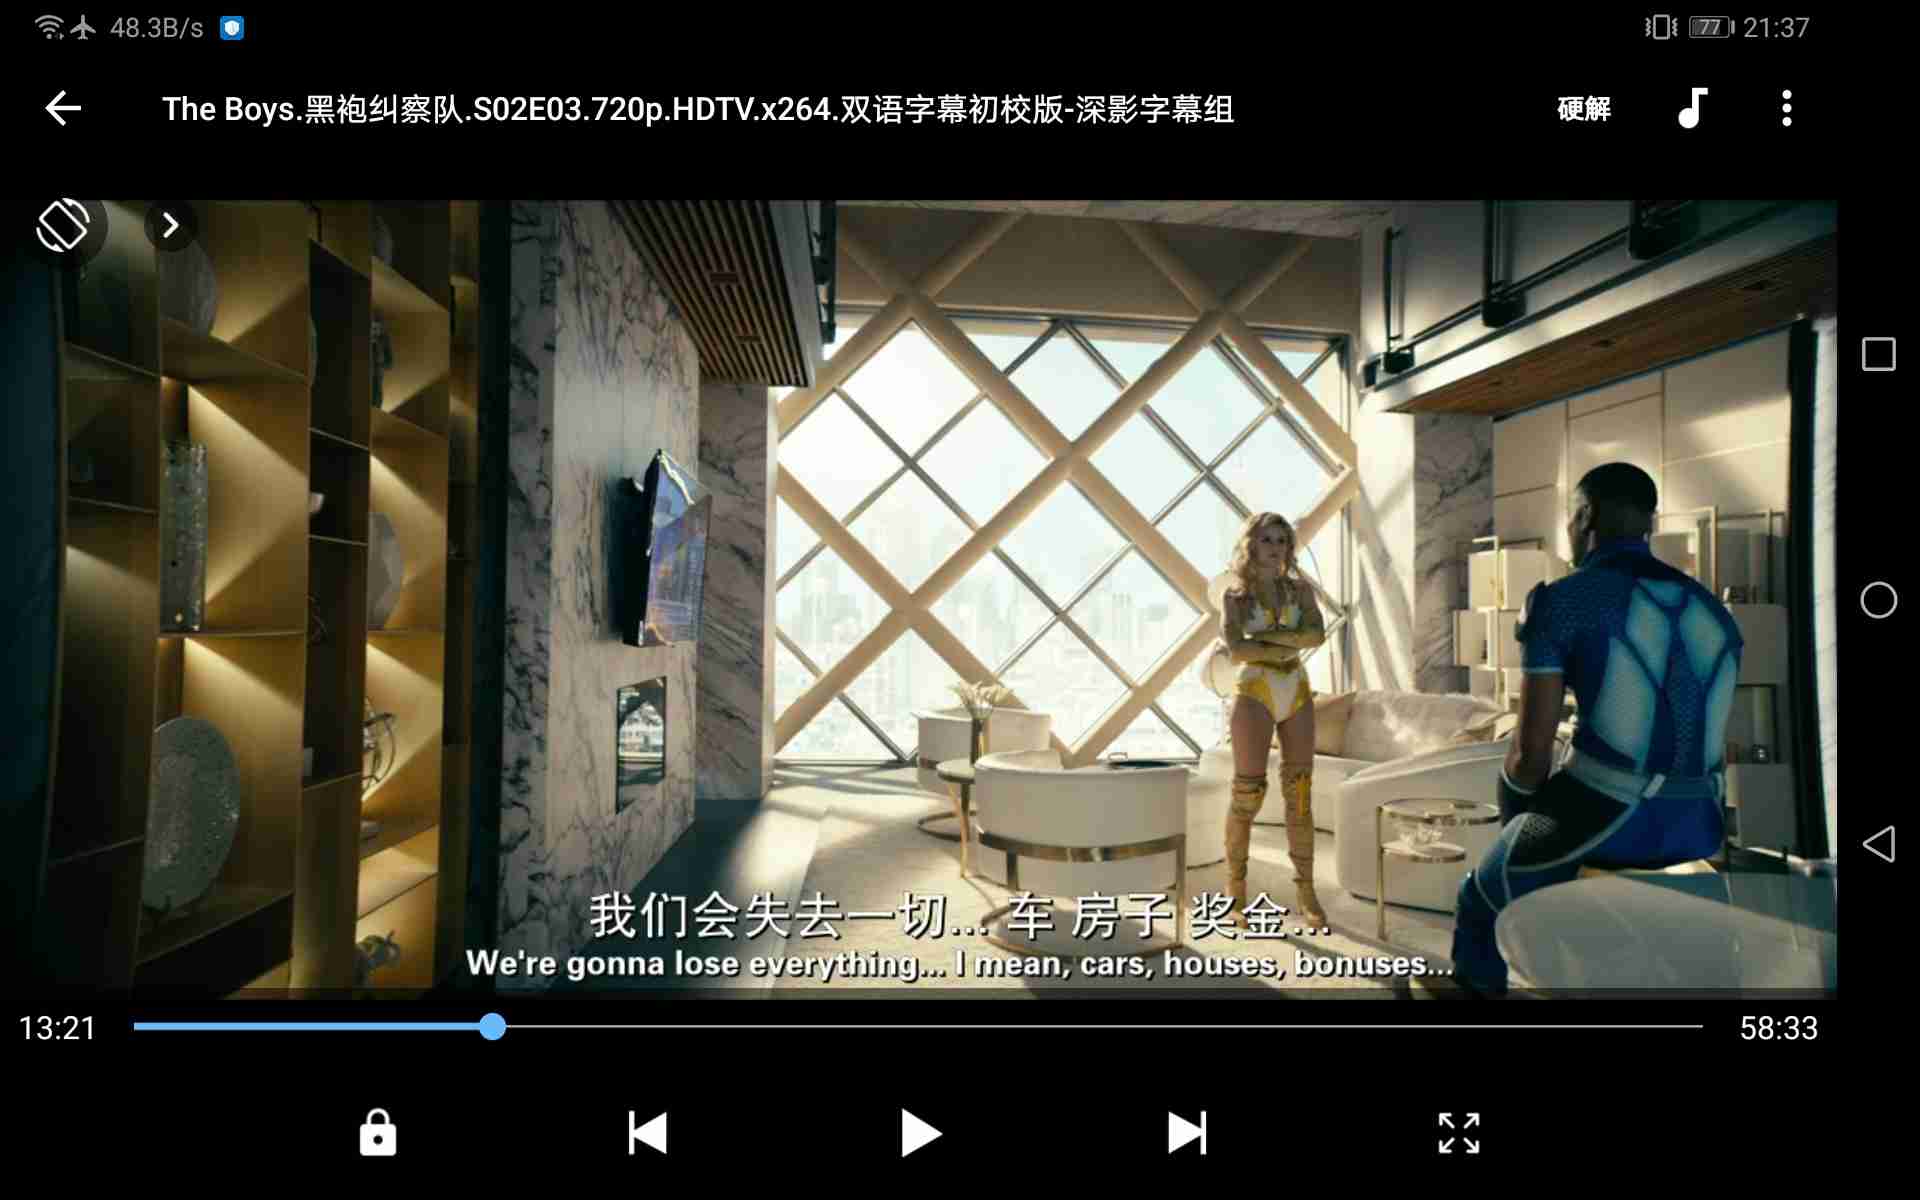 48.3B/s
77
21:37
The Boys.黑袍纠察队.S02E03.720p.HDTV.x264.双语字幕初校版-深影字幕组
硬解
我们会失去一切... 车 房子 奖金...
We're gonna lose everything... I mean, cars, houses, bonuses...
13:21
58:33